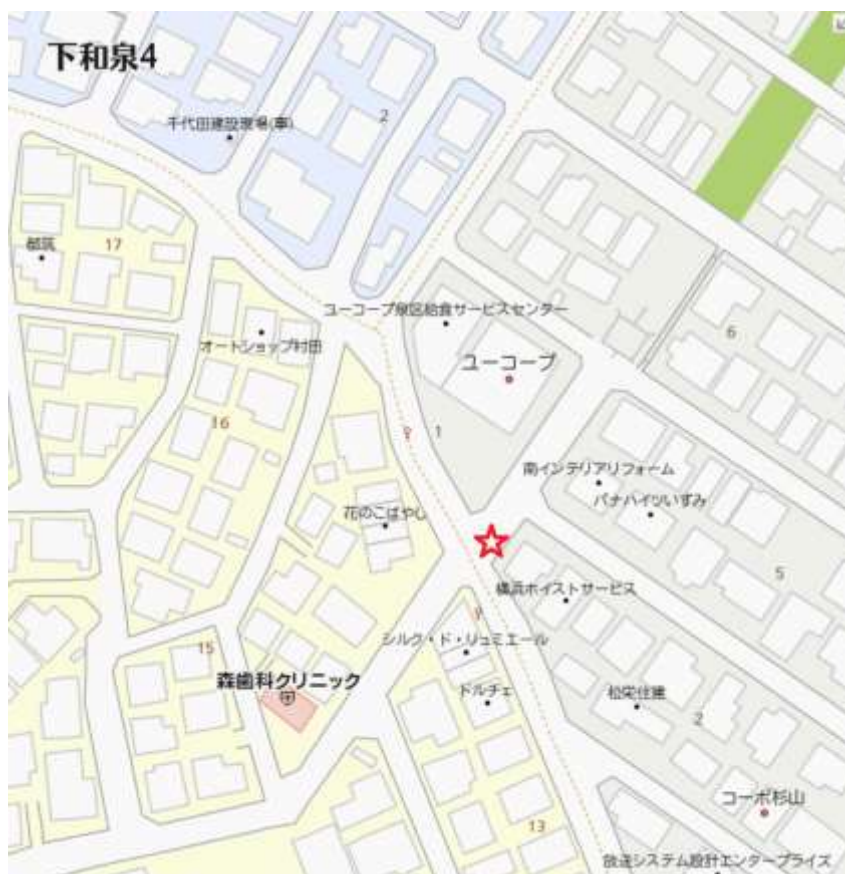 下和泉4
千代田建設現場(事)
2
17
都筑
ユーコープ泉区給食サービスセンター
オートショップ村田
6
ユーコープ
16
1
南インテリアリフォーム
パナハイツいずみ
花のこばやし
5
横浜ホイストサービス
シルク・ド・リュミエール
15
森歯科クリニック
ドルチェ
松栄住建
2
コーポ杉山
13
放送システム設計エンタープライズ